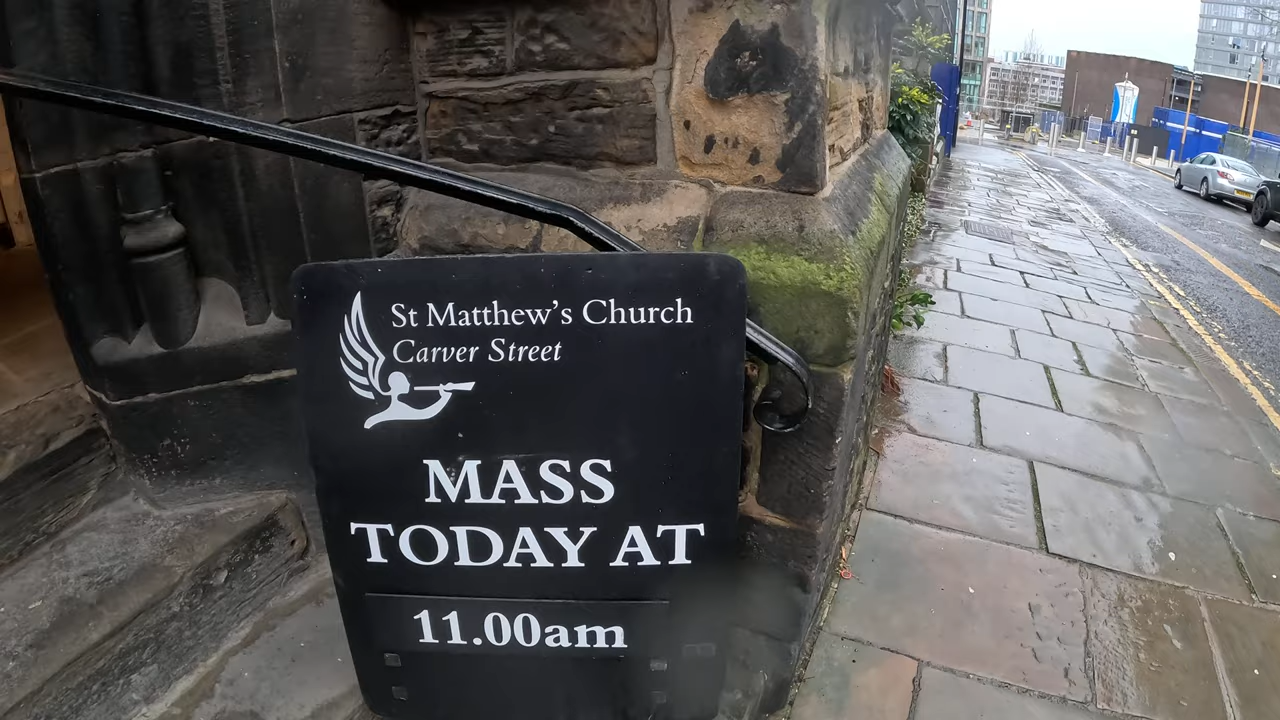 St Matthew's Church
Carver Street
MASS
TODAY AT
11.00am